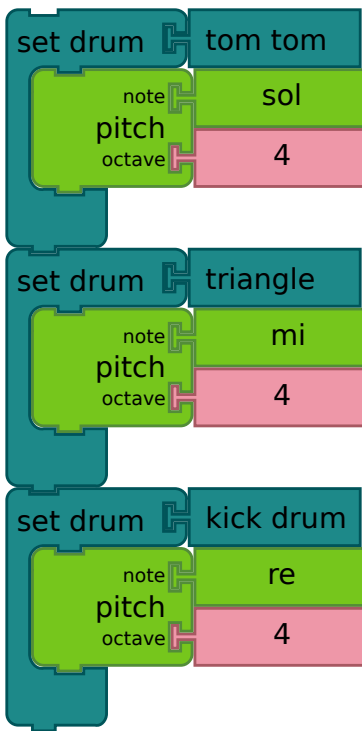 set drum tom tom
note sol
pitch
octave 4
set drum triangle
note mi
pitch
octave 4
set drum kick drum
note re
pitch
octave 4